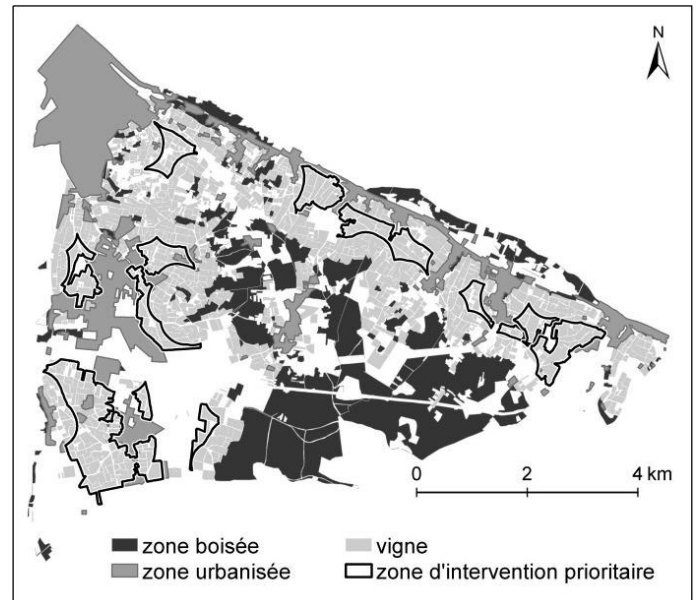 N
0 2 4 km
zone boisée vigne
zone urbanisée zone d'intervention prioritaire